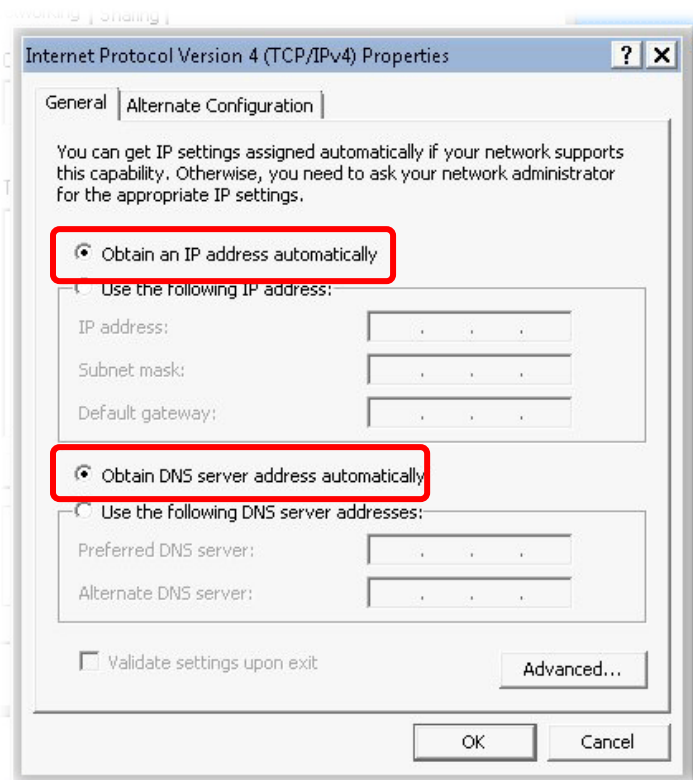 Sharing
Internet Protocol Version 4 (TCP/IPv4) Properties
General
Alternate Configuration
You can get IP settings assigned automatically if your network supports
this capability. Otherwise, you need to ask your network administrator
for the appropriate IP settings.
Obtain an IP address automatically
Use the following IP address:
IP address:
Subnet mask:
Default gateway:
Obtain DNS server address automatically
Use the following DNS server addresses:
Preferred DNS server:
Alternate DNS server:
Validate settings upon exit
Advanced...
OK
Cancel